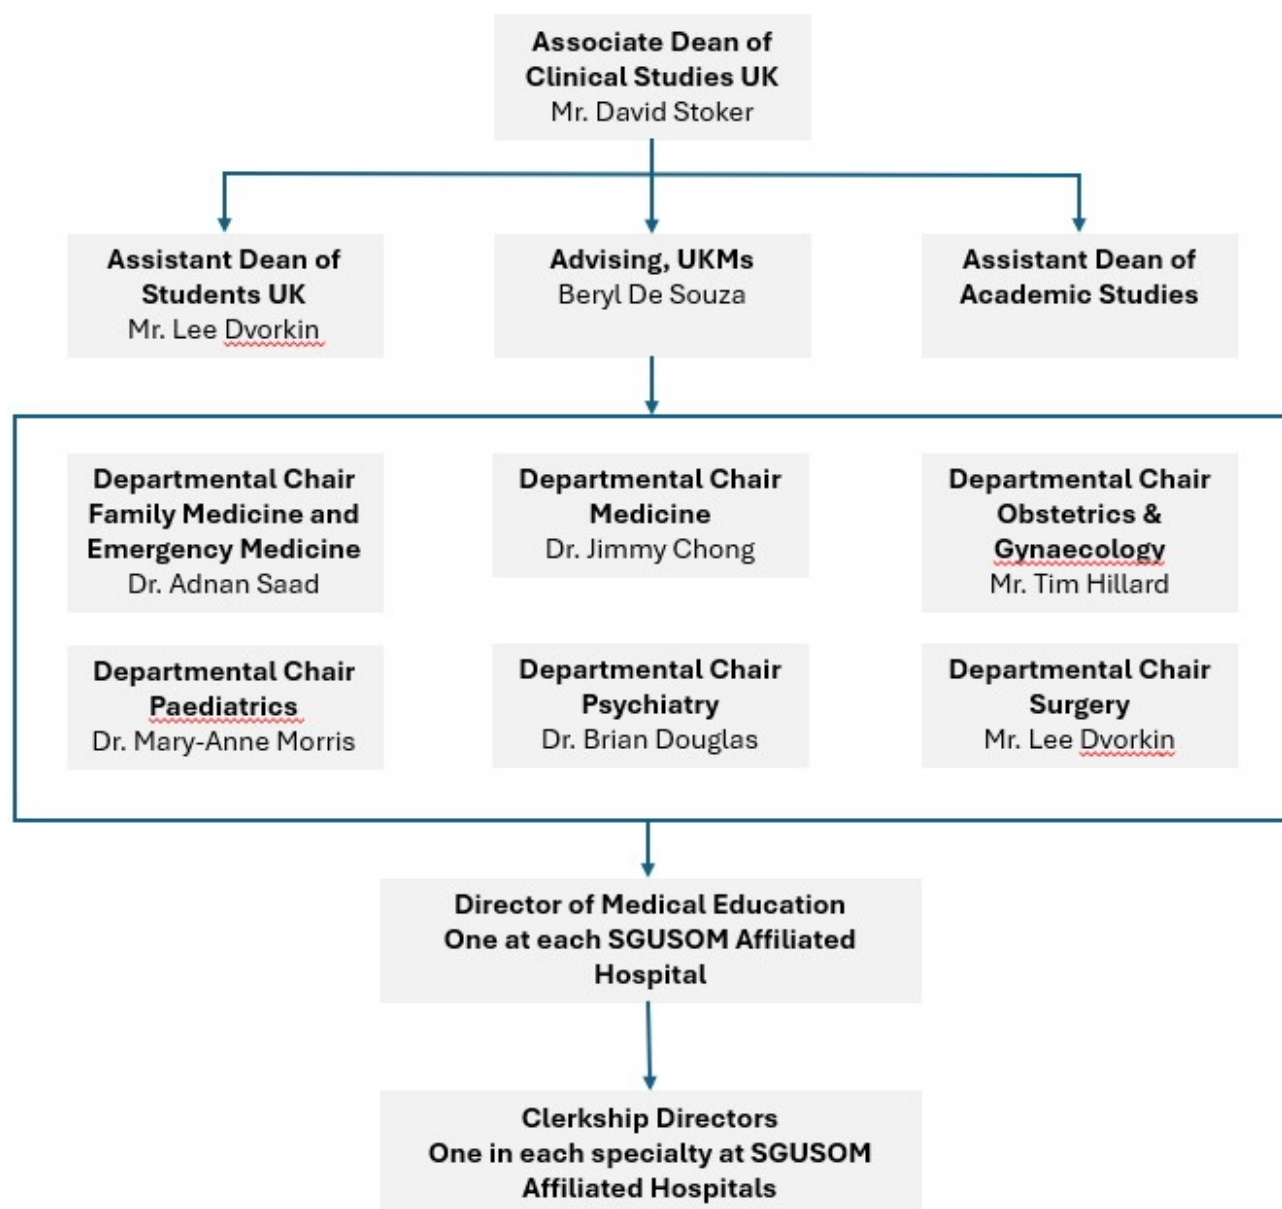 Associate Dean of
Clinical Studies UK
Mr. David Stoker
Assistant Dean of
Students UK
Mr. Lee Dvorkin
Advising, UKMs
Beryl De Souza
Assistant Dean of
Academic Studies
Departmental Chair
Family Medicine and
Emergency Medicine
Dr. Adnan Saad
Departmental Chair
Medicine
Dr. Jimmy Chong
Departmental Chair
Obstetrics &
Gynaecology
Mr. Tim Hillard
Departmental Chair
Paediatrics
Dr. Mary-Anne Morris
Departmental Chair
Psychiatry
Dr. Brian Douglas
Departmental Chair
Surgery
Mr. Lee Dvorkin
Director of Medical Education
One at each SGUSOM Affiliated
Hospital
Clerkship Directors
One in each specialty at SGUSOM
Affiliated Hospitals